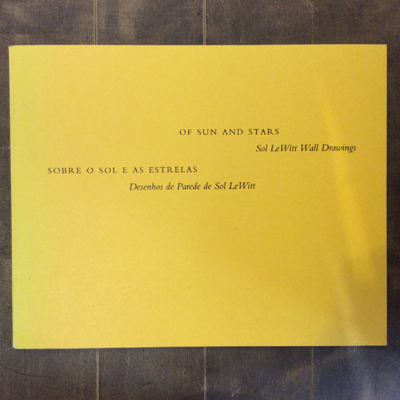 OF SUN AND STARS
Sol LeWitt Wall Drawings
SOBRE O SOL E AS ESTRELAS
Desenhos de Parede de Sol LeWitt